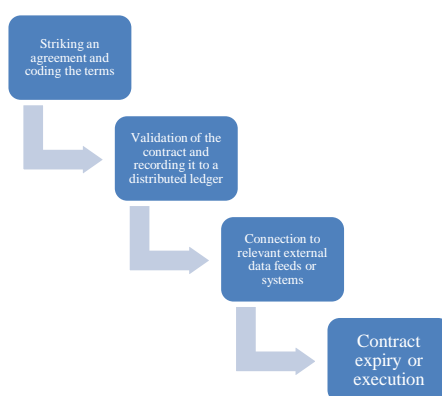 Striking an
agreement and
coding the terms
Validation of the
contract and
recording it to a
distributed ledger
Connection to
relevant external
data feeds or
systems
Contract
expiry or
execution